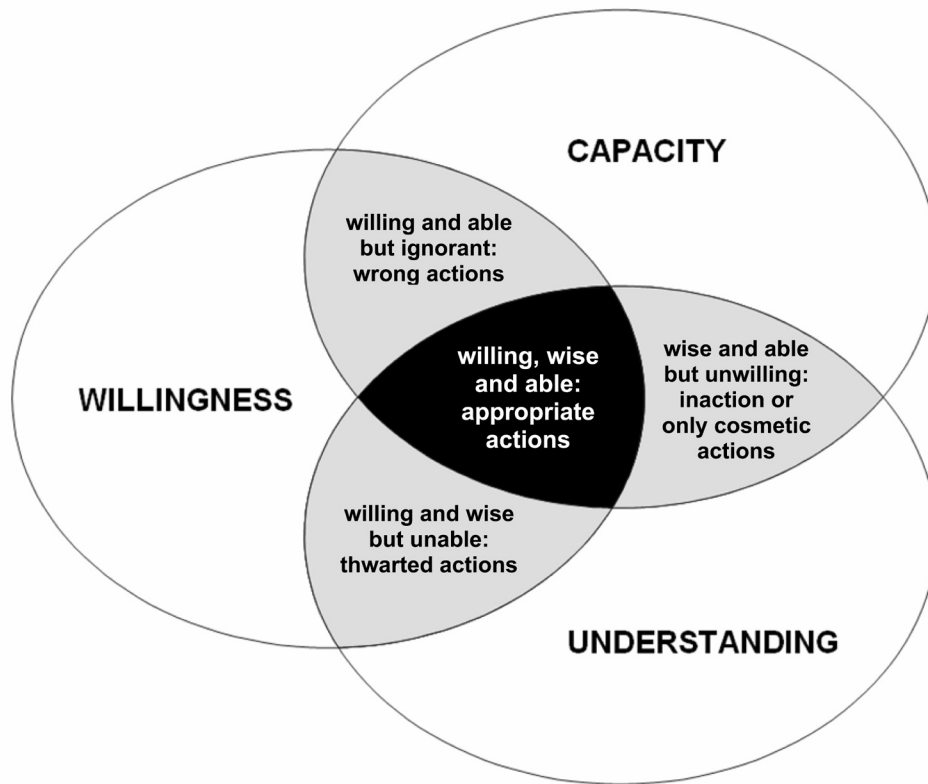 CAPACITY
willing and able
but ignorant:
wrong actions
willing, wise
and able:
appropriate
actions
wise and able
but unwilling:
inaction or
only cosmetic
actions
WILLINGNESS
willing and wise
but unable:
thwarted actions
UNDERSTANDING